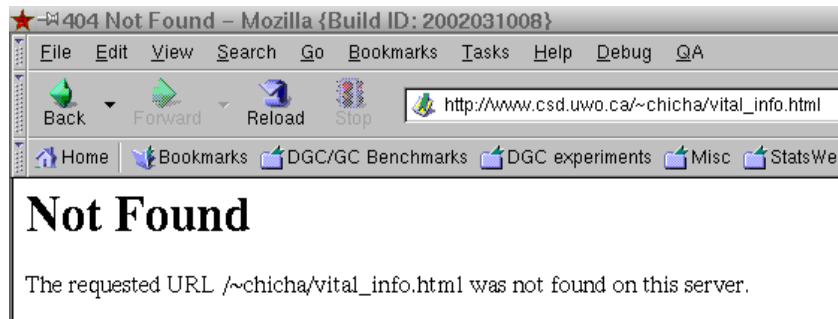 404 Not Found – Mozilla {Build ID: 2002031008}
File Edit View Search Go Bookmarks Tasks Help Debug QA
Back Forward Reload Stop http://www.csd.uwo.ca/~chicha/vital_info.html
Home Bookmarks DGC/GC Benchmarks DGC experiments Misc StatsWe
Not Found
The requested URL /~chicha/vital_info.html was not found on this server.